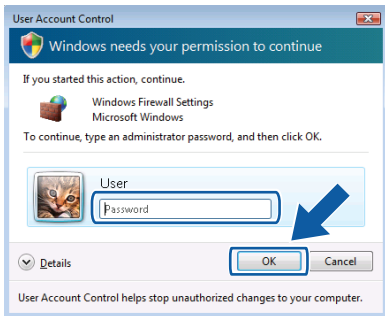 User Account Control
Windows needs your permission to continue
If you started this action, continue.
Windows Firewall Settings
Microsoft Windows
To continue, type an administrator password, and then click OK.
User
Password
Details
OK
Cancel
User Account Control helps stop unauthorized changes to your computer.